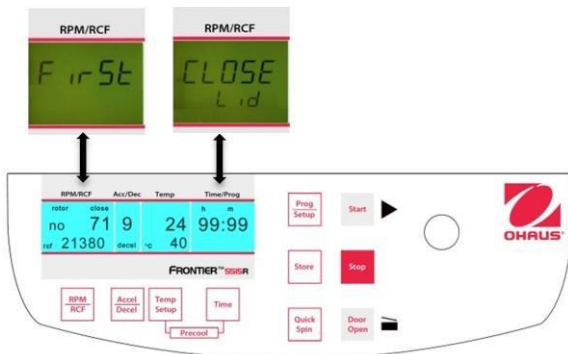 RPM/RCF
FirSt
RPM/RCF
CLOSE
Lid
RPM/RCF Acc/Dec Temp Time/Prog
rotor close h m
no 71 9 24 99:99
rcf 21380 decel °C 40
FRONTIER™ 5515R
RPM
RCF
Accel
Decel
Temp
Setup
Time
Precool
Prog
Setup
Start
Store
Stop
Quick
Spin
Door
Open
OHAUS®